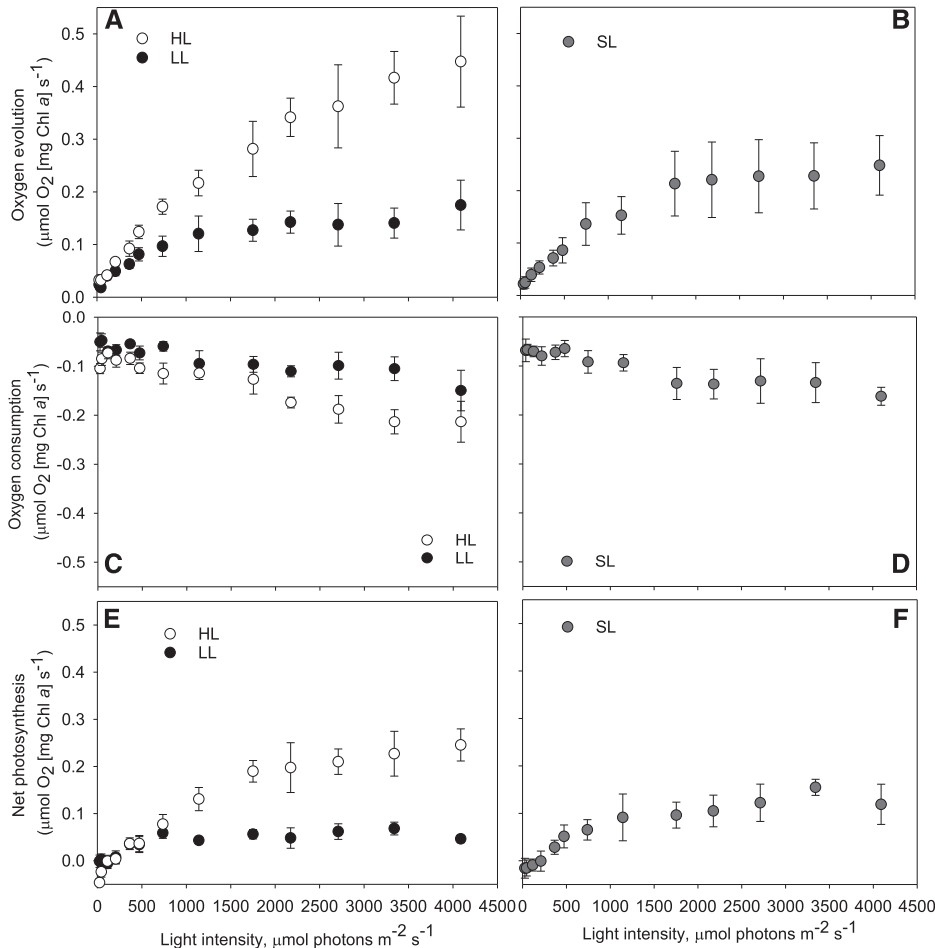 A
HL
LL
B
SL
Oxygen evolution
(μmol O2 [mg Chl a] s-1)
0.5
0.4
0.3
0.2
0.1
0.0
C
HL
LL
D
SL
Oxygen consumption
(μmol O2 [mg Chl a] s-1)
0.0
-0.1
-0.2
-0.3
-0.4
-0.5
E
HL
LL
F
SL
Net photosynthesis
(μmol O2 [mg Chl a] s-1)
0.5
0.4
0.3
0.2
0.1
0.0
0 500 1000 1500 2000 2500 3000 3500 4000 4500
0 500 1000 1500 2000 2500 3000 3500 4000 4500
Light intensity, μmol photons m-2 s-1
Light intensity, μmol photons m-2 s-1